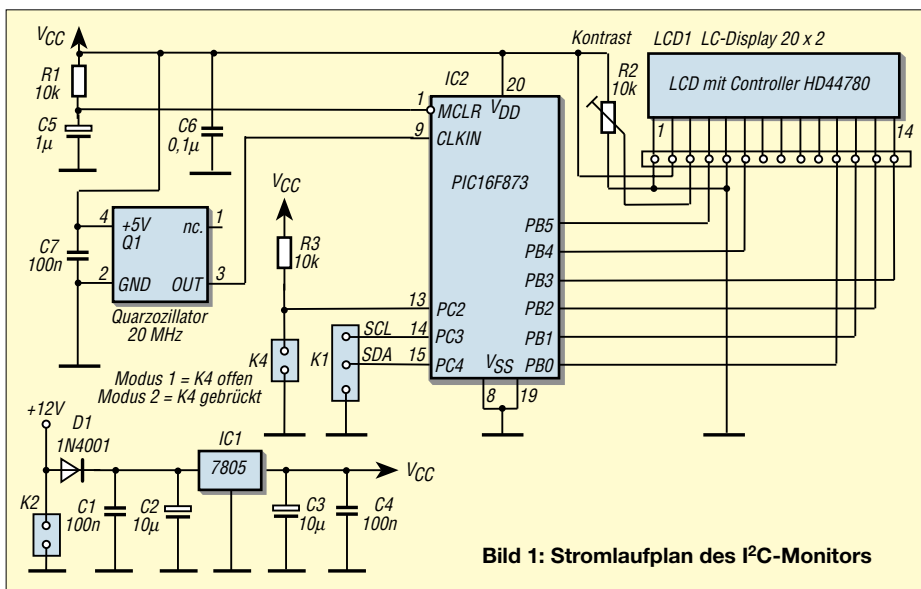 VCC
R1
10k
C5
1µ
C6
0,1µ
C7
100n
4
+5V
Q1
nc.
1
2
GND
OUT
3
Quarzozillator
20 MHz
VCC
R3
10k
K4
Modus 1 = K4 offen
Modus 2 = K4 gebrückt
K1
SCL
SDA
IC2
20
1
MCLR
VDD
9
CLKIN
PIC16F873
PB5
PB4
PB3
13
PC2
PB2
14
PC3
PB1
15
PC4
VSS
PB0
8
19
Kontrast
R2
10k
LCD1 LC-Display 20 x 2
LCD mit Controller HD44780
1
14
+12V
D1
1N4001
K2
C1
100n
C2
10µ
IC1
7805
C3
10µ
C4
100n
VCC
Bild 1: Stromlaufplan des I²C-Monitors